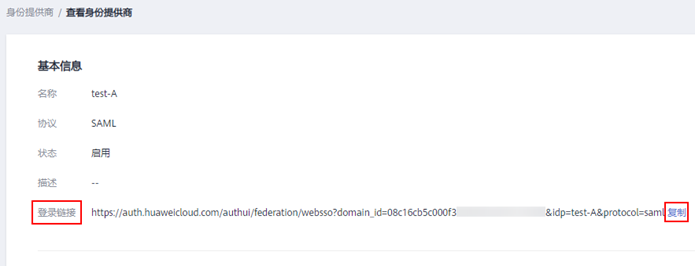 身份提供商 / 查看身份提供商
基本信息
名称 test-A
协议 SAML
状态 启用
描述 --
登录链接 https://auth.huaweicloud.com/authui/federation/websso?domain_id=08c16cb5c000f3 &idp=test-A&protocol=saml 复制